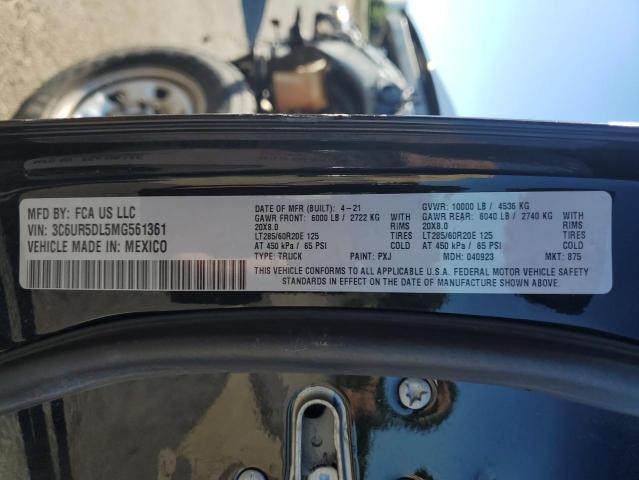 MFD BY: FCA US LLC
VIN: 3C6UR5DL5MG561361
VEHICLE MADE IN: MEXICO
DATE OF MFR (BUILT): 4-21 GVWR: 10000 LB / 4536 KG
GAWR FRONT: 6000 LB / 2722 KG GAWR REAR: 6040 LB / 2740 KG
20X8.0 RIMS 20X8.0 RIMS
LT285/60R20E 125 TIRES LT285/60R20E 125 TIRES
AT 450 kPa / 65 PSI AT 450 kPa / 65 PSI
TYPE: TRUCK PAINT: PXJ MDH: 040923 MKT: 875
THIS VEHICLE CONFORMS TO ALL APPLICABLE U.S.A. FEDERAL MOTOR VEHICLE SAFETY
STANDARDS IN EFFECT ON THE DATE OF MANUFACTURE SHOWN ABOVE.